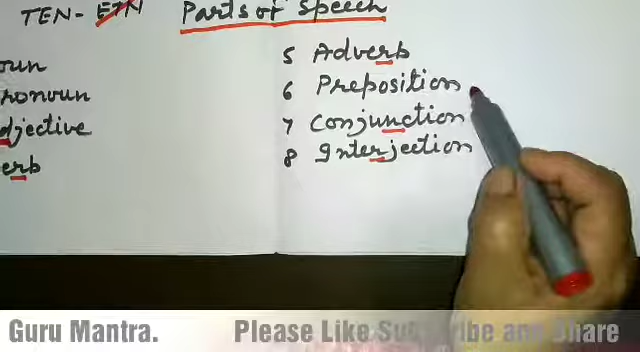 TEN- ETN Parts of Speech
oun
ronoun
djective
erb
5 Adverb
6 Preposition
7 Conjunction
8 Interjection
Guru Mantra. Please Like Subscribe and Share